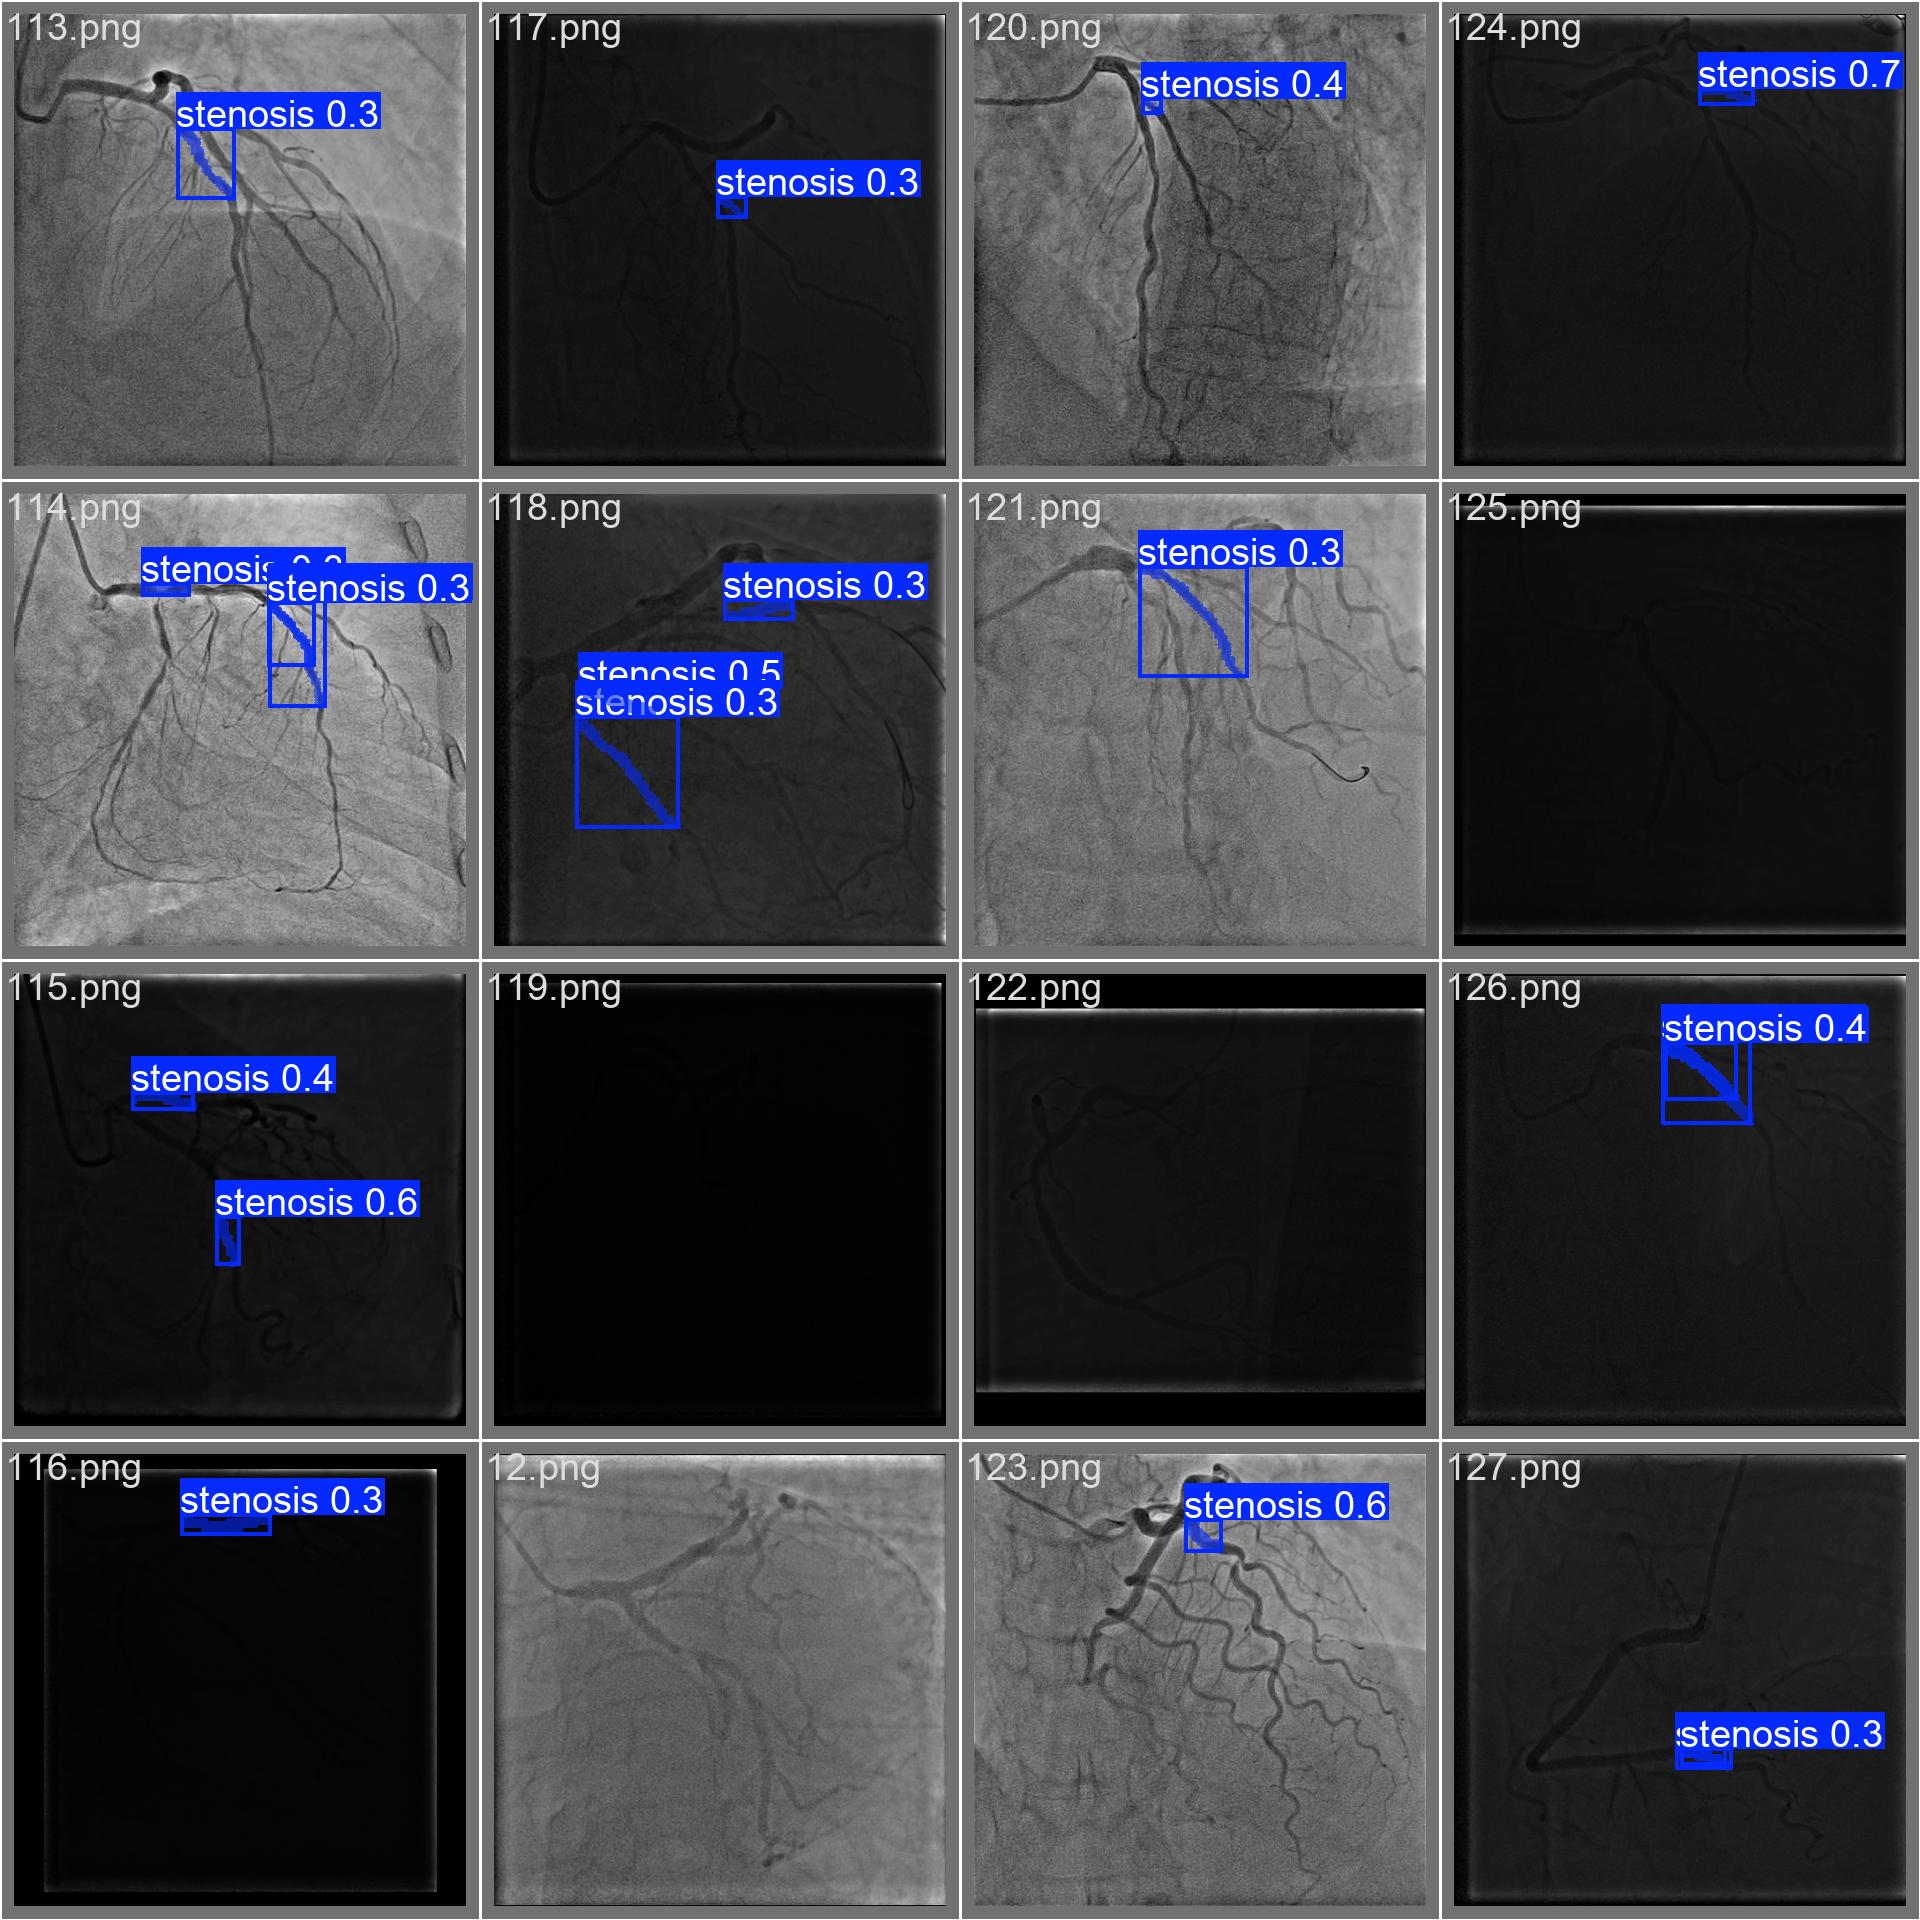 113.png
stenosis 0.3
117.png
stenosis 0.3
120.png
stenosis 0.4
124.png
stenosis 0.7
114.png
stenosis
stenosis 0.3
118.png
stenosis 0.3
stenosis 0.5
stenosis 0.3
121.png
stenosis 0.3
125.png
115.png
stenosis 0.4
stenosis 0.6
119.png
122.png
126.png
stenosis 0.4
116.png
stenosis 0.3
12.png
123.png
stenosis 0.6
127.png
stenosis 0.3